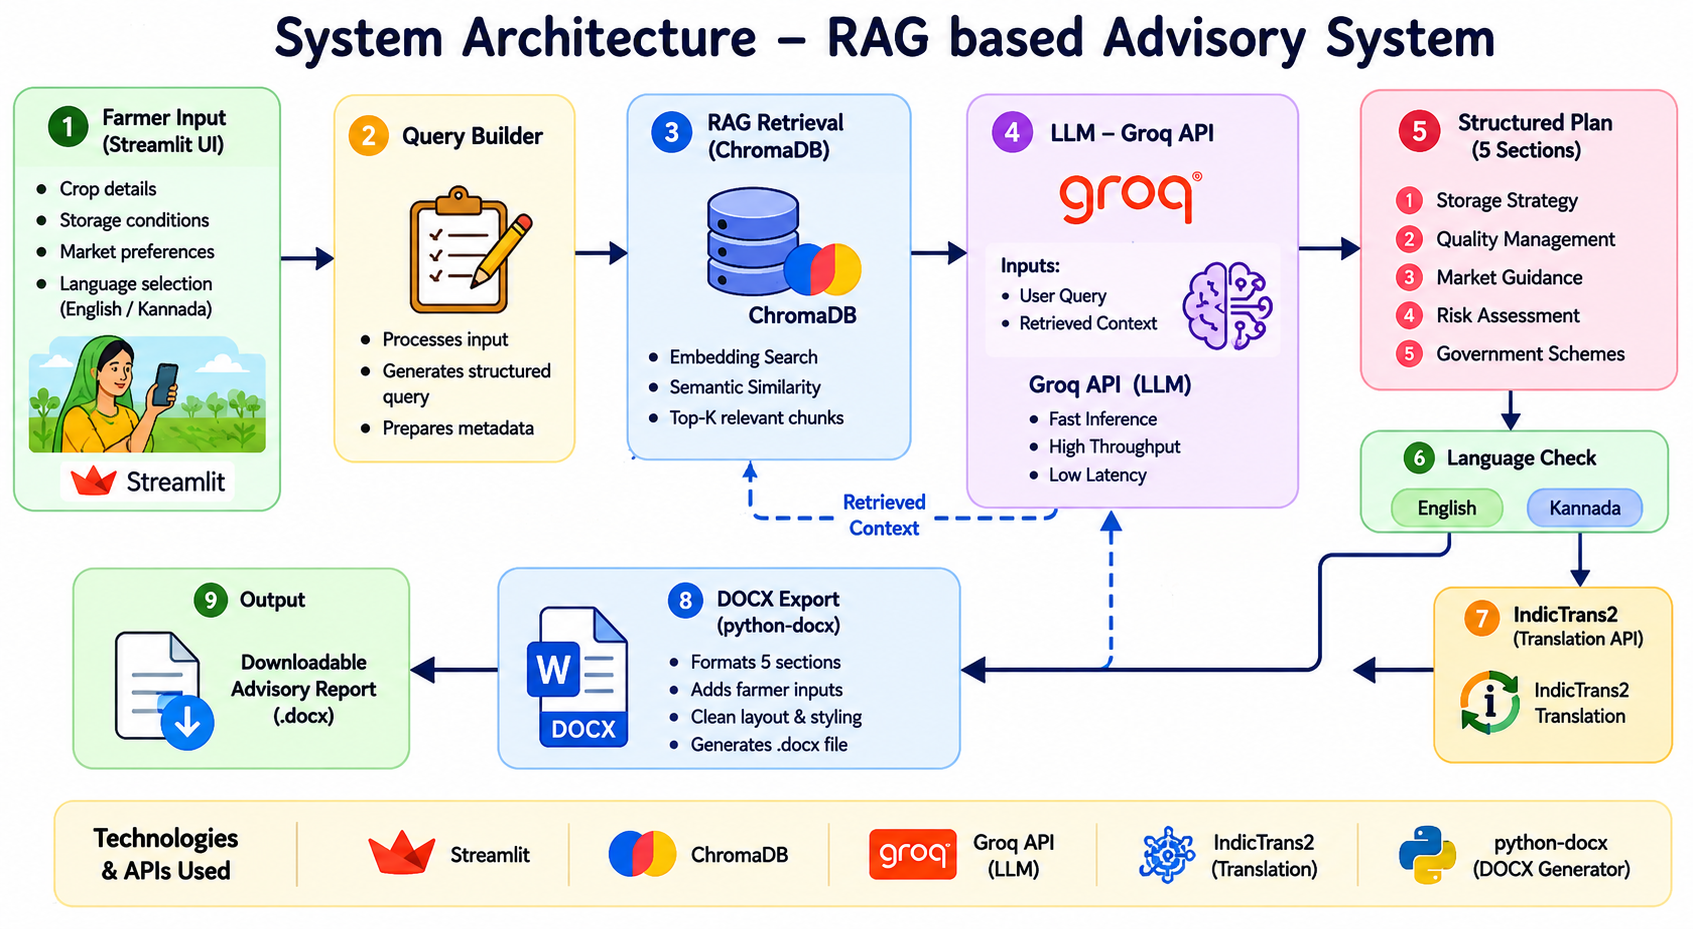 System Architecture – RAG based Advisory System
1 Farmer Input
(Streamlit UI)
• Crop details
• Storage conditions
• Market preferences
• Language selection
(English / Kannada)
Streamlit
2 Query Builder
• Processes input
• Generates structured
query
• Prepares metadata
3 RAG Retrieval
(ChromaDB)
ChromaDB
• Embedding Search
• Semantic Similarity
• Top-K relevant chunks
4 LLM – Groq API
groq®
Inputs:
• User Query
• Retrieved Context
Groq API (LLM)
• Fast Inference
• High Throughput
• Low Latency
5 Structured Plan
(5 Sections)
1 Storage Strategy
2 Quality Management
3 Market Guidance
4 Risk Assessment
5 Government Schemes
Retrieved
Context
6 Language Check
English
Kannada
7 IndicTrans2
(Translation API)
i
IndicTrans2
Translation
8 DOCX Export
(python-docx)
W
DOCX
• Formats 5 sections
• Adds farmer inputs
• Clean layout & styling
• Generates .docx file
9 Output
Downloadable
Advisory Report
(.docx)
Technologies
& APIs Used
Streamlit
ChromaDB
groq
Groq API
(LLM)
IndicTrans2
(Translation)
python-docx
(DOCX Generator)